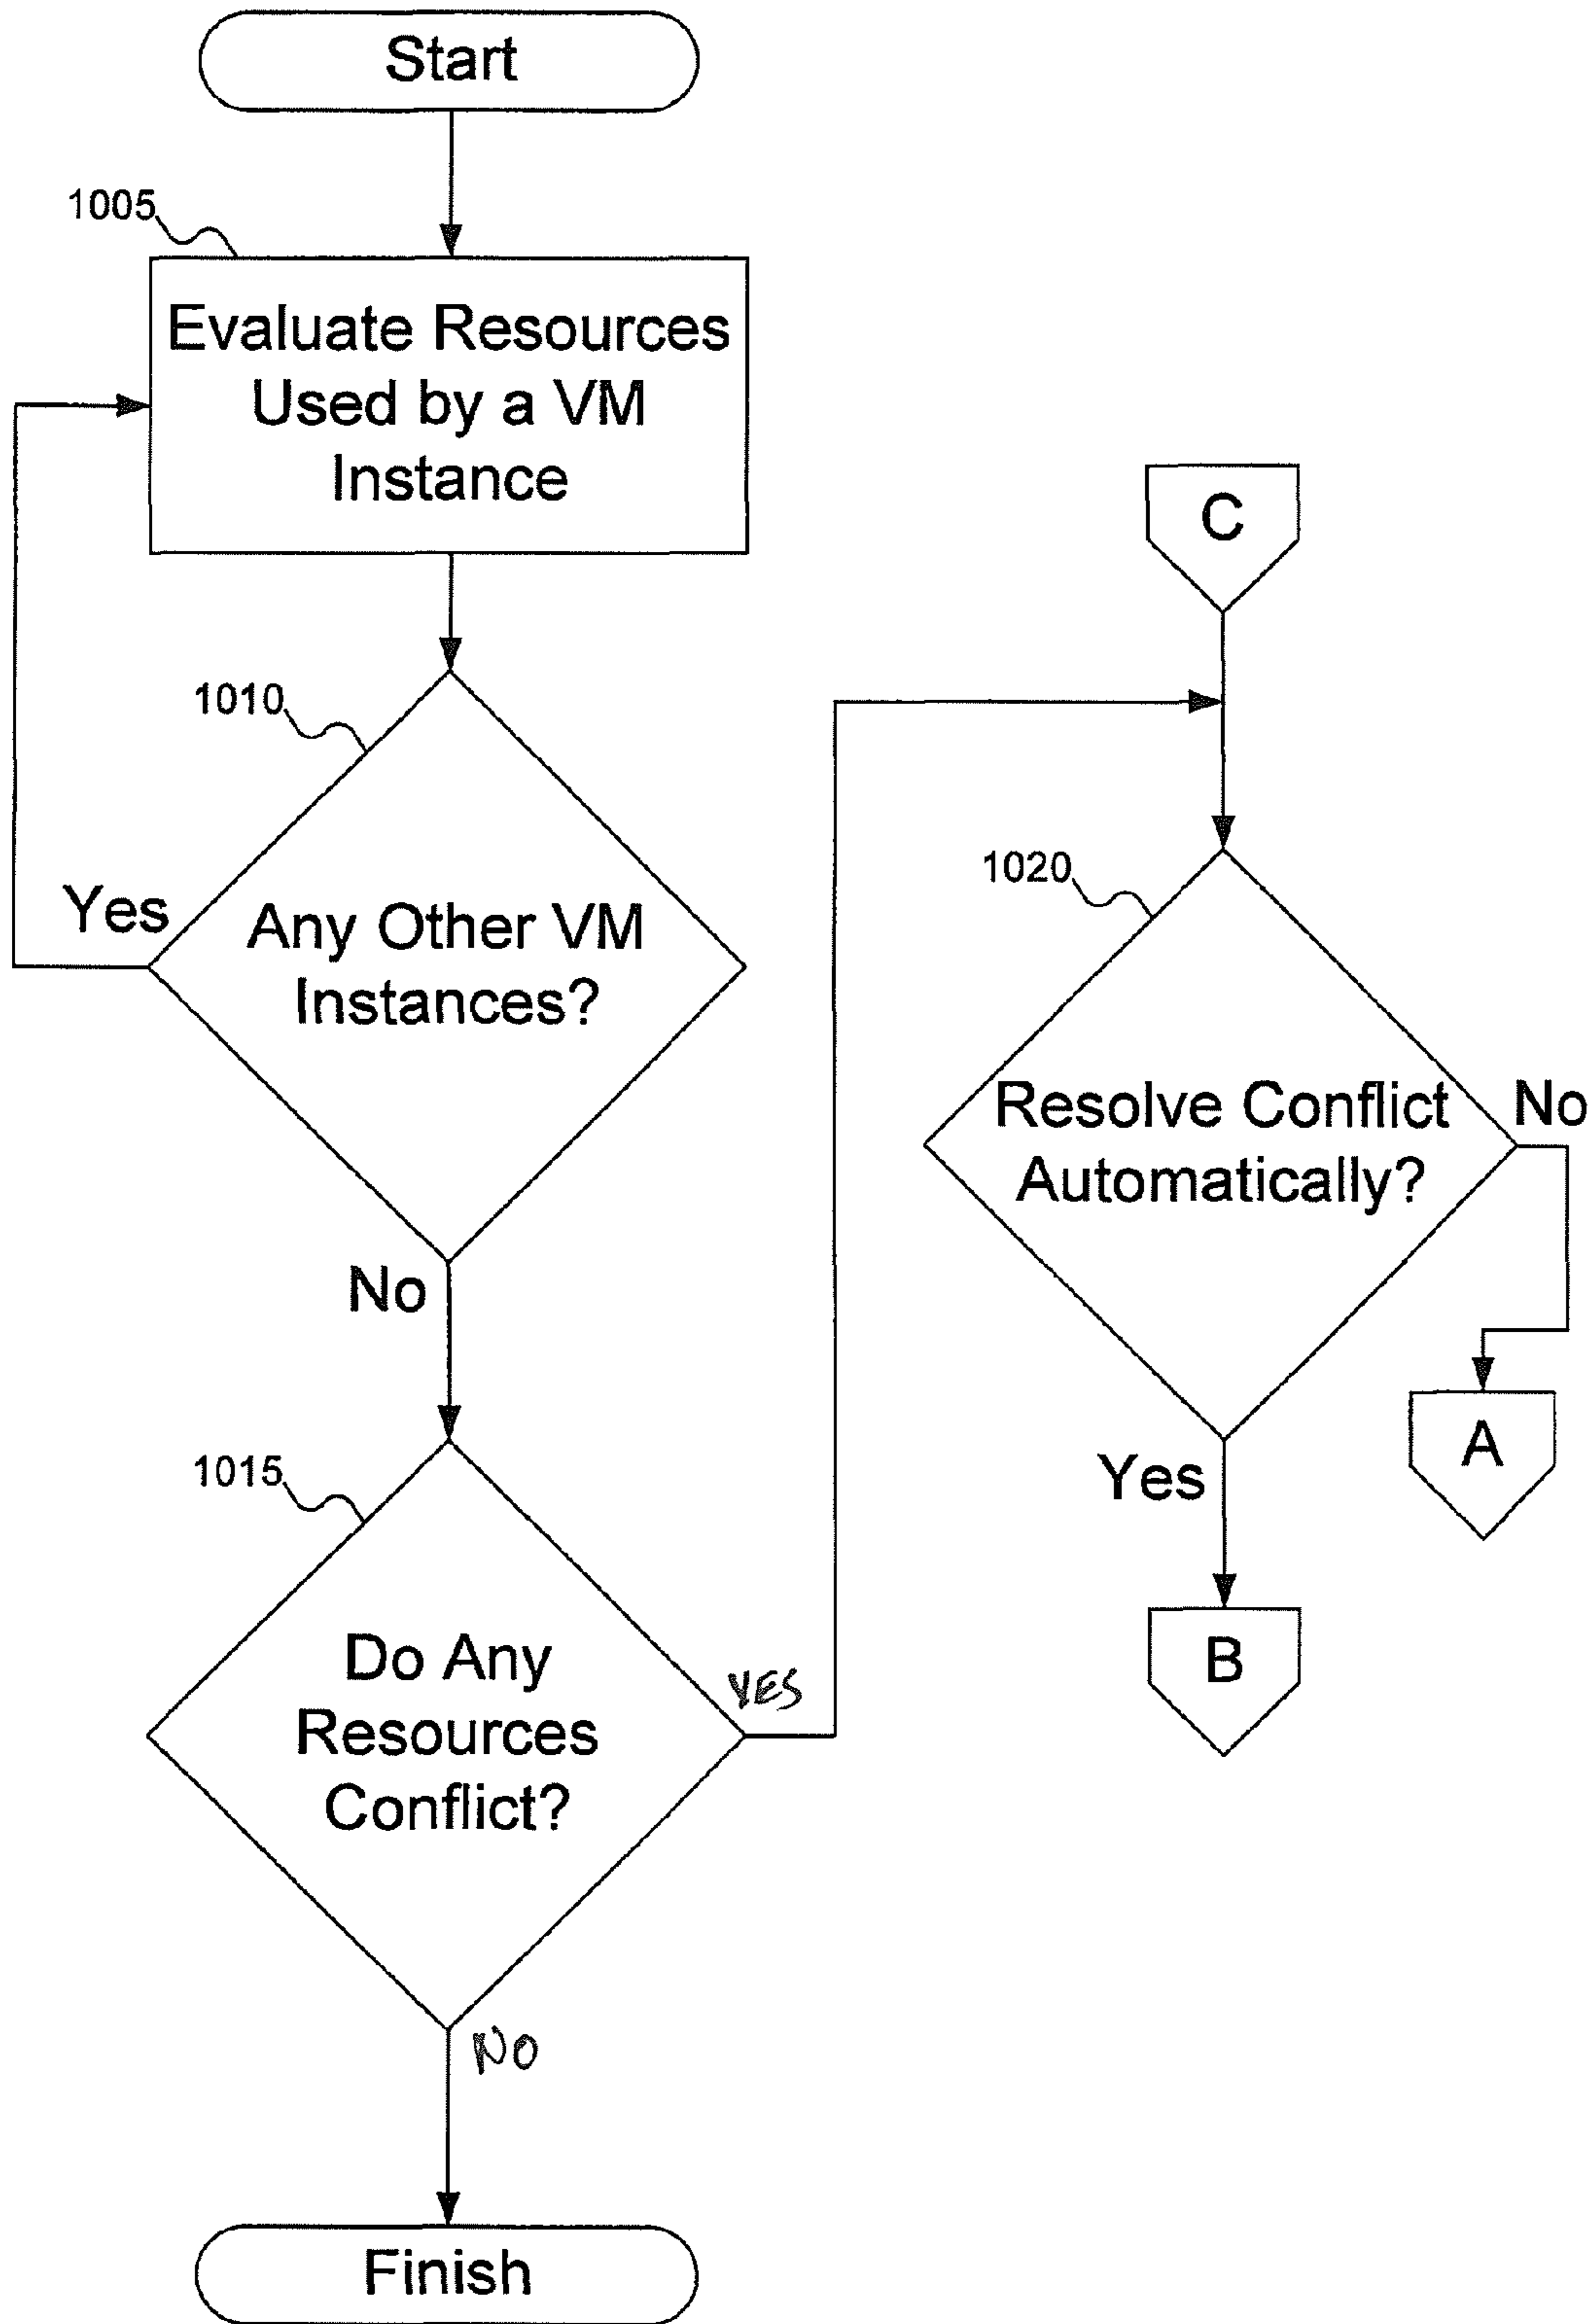 Start
1005
Evaluate Resources
Used by a VM
Instance
1010
Yes
Any Other VM
Instances?
No
1015
Do Any
Resources
Conflict?
YES
NO
Finish
C
1020
Resolve Conflict
Automatically?
No
A
Yes
B